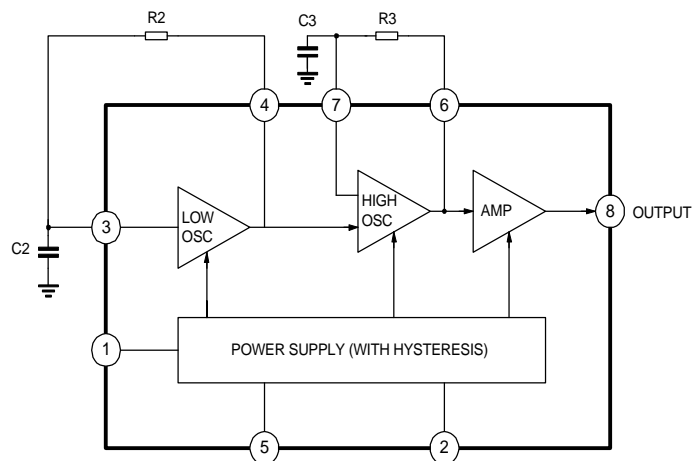 R2
C3
R3
4
7
6
LOW
OSC
HIGH
OSC
AMP
3
8 OUTPUT
C2
1
POWER SUPPLY (WITH HYSTERESIS)
5
2